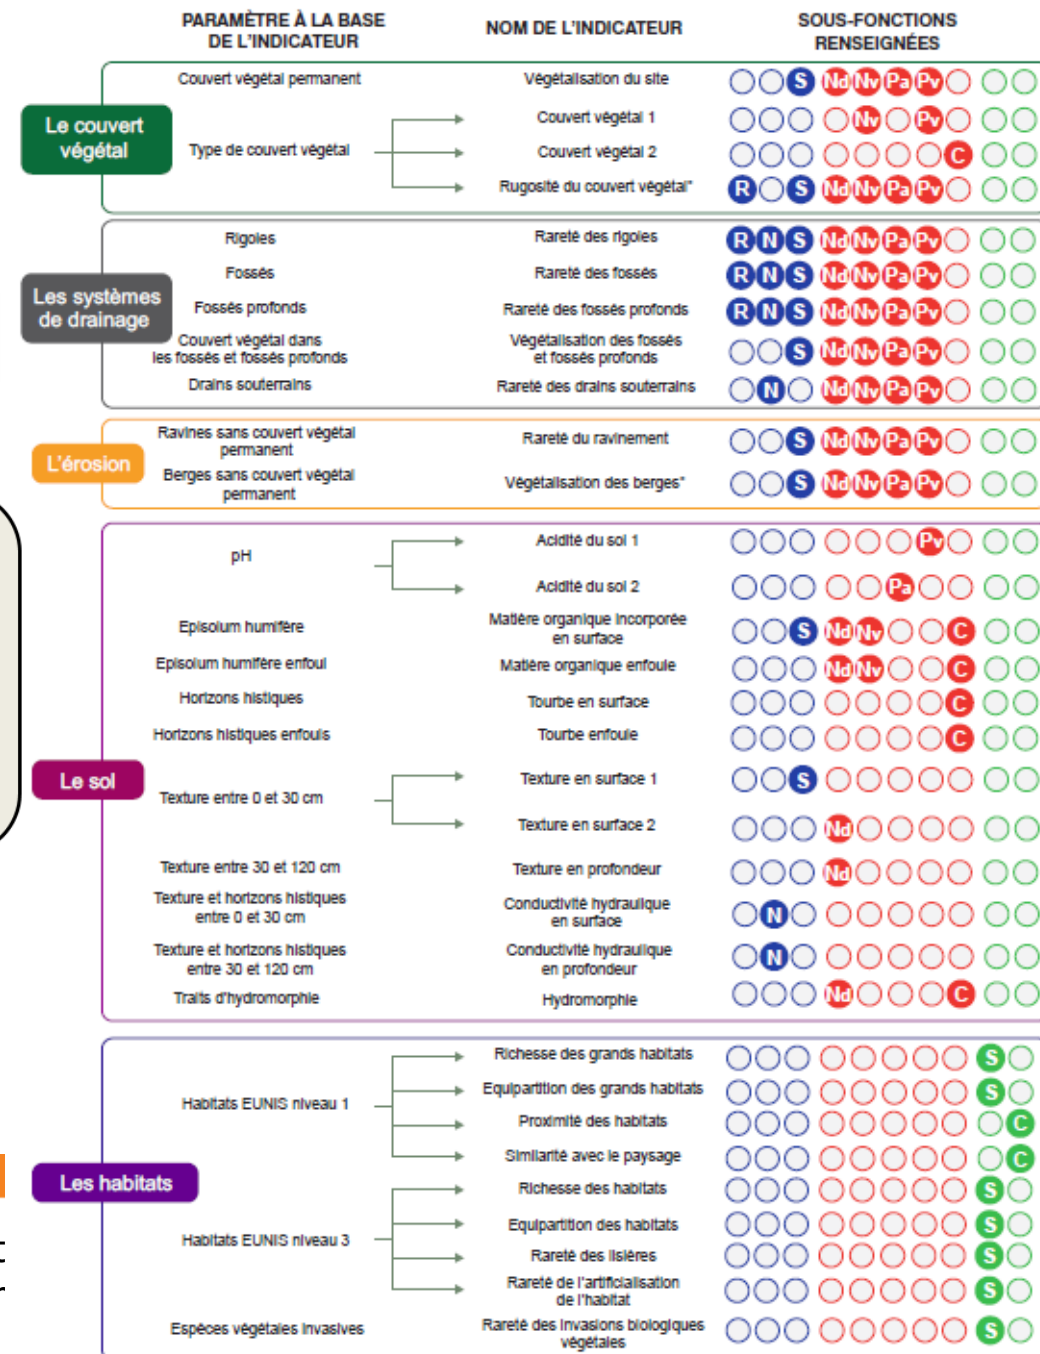 PARAMÈTRE À LA BASE
DE L'INDICATEUR
NOM DE L'INDICATEUR
SOUS-FONCTIONS
RENSEIGNÉES
Le couvert
végétal
Couvert végétal permanent
Végétalisation du site
S Nd Nv Pa Pv
Type de couvert végétal
Couvert végétal 1
Nv Pv
Couvert végétal 2
C
Rugosité du couvert végétal*
R S Nd Nv Pa Pv
Les systèmes
de drainage
Rigoles
Rareté des rigoles
R N S Nd Nv Pa Pv
Fossés
Rareté des fossés
R N S Nd Nv Pa Pv
Fossés profonds
Rareté des fossés profonds
R N S Nd Nv Pa Pv
Couvert végétal dans
les fossés et fossés profonds
Végétalisation des fossés
et fossés profonds
S Nd Nv Pa Pv
Drains souterrains
Rareté des drains souterrains
N Nd Nv Pa Pv
L'érosion
Ravines sans couvert végétal
permanent
Rareté du ravinement
S Nd Nv Pa Pv
Berges sans couvert végétal
permanent
Végétalisation des berges*
S Nd Nv Pa Pv
Le sol
pH
Acidité du sol 1
Pv
Acidité du sol 2
Pa
Episolum humifère
Matière organique incorporée
en surface
S Nd Nv C
Episolum humifère enfoui
Matière organique enfouie
Nd Nv C
Horizons histiques
Tourbe en surface
C
Horizons histiques enfouis
Tourbe enfouie
C
Texture entre 0 et 30 cm
Texture en surface 1
S
Texture en surface 2
Nd
Texture entre 30 et 120 cm
Texture en profondeur
Nd
Texture et horizons histiques
entre 0 et 30 cm
Conductivité hydraulique
en surface
N
Texture et horizons histiques
entre 30 et 120 cm
Conductivité hydraulique
en profondeur
N
Traits d'hydromorphie
Hydromorphie
Nd C
Les habitats
Habitats EUNIS niveau 1
Richesse des grands habitats
S
Equipartition des grands habitats
S
Proximité des habitats
C
Similarité avec le paysage
C
Habitats EUNIS niveau 3
Richesse des habitats
S
Equipartition des habitats
S
Rareté des lisières
S
Rareté de l'artificialisation
de l'habitat
S
Espèces végétales invasives
Rareté des invasions biologiques
végétales
S